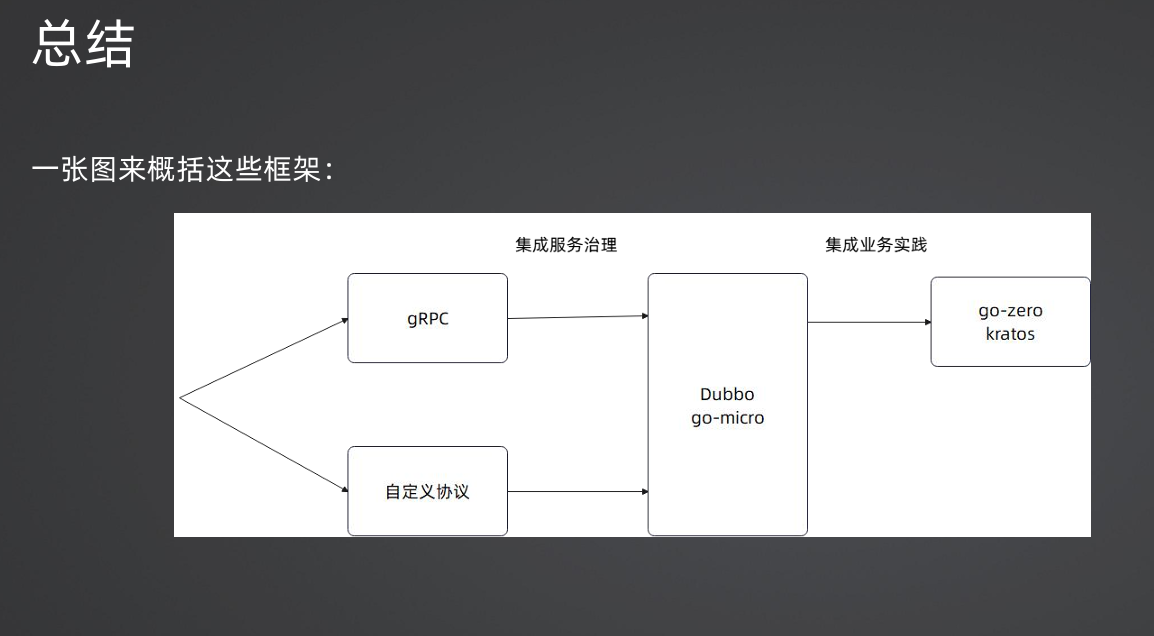 总结
一张图来概括这些框架：
集成服务治理
集成业务实践
gRPC
go-zero
kratos
Dubbo
go-micro
自定义协议